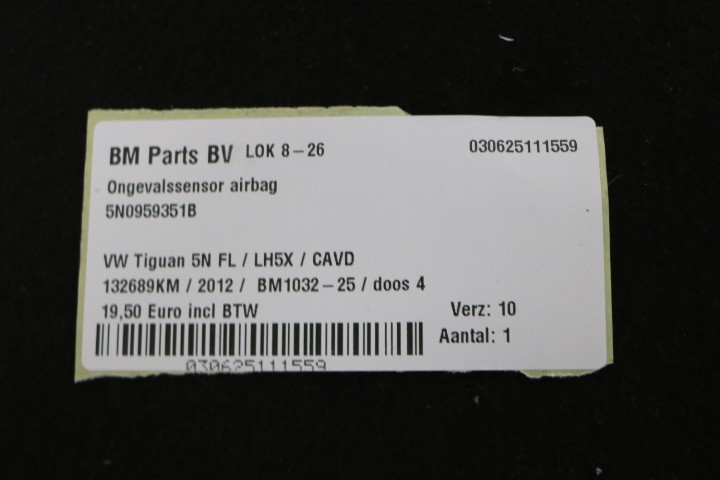 BM Parts BV LOK 8-26 030625111559
Ongevalssensor airbag
5N0959351B
VW Tiguan 5N FL / LH5X / CAVD
132689KM / 2012 / BM1032-25 / doos 4
19,50 Euro incl BTW Verz: 10
Aantal: 1
030625111559